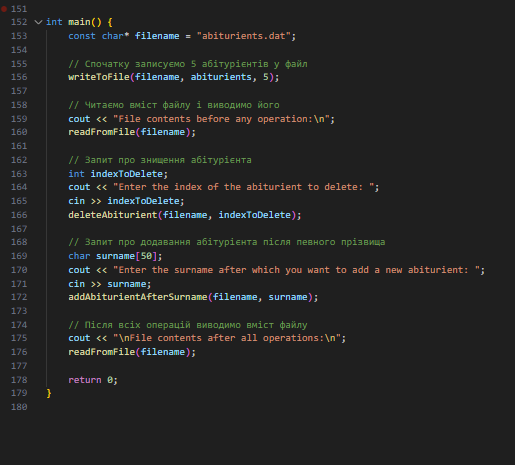 151
152 int main() {
153 const char* filename = "abiturients.dat";
154
155 // Спочатку записуємо 5 абітурієнтів у файл
156 writeToFile(filename, abiturients, 5);
157
158 // Читаємо вміст файлу і виводимо його
159 cout << "File contents before any operation:\n";
160 readFromFile(filename);
161
162 // Запит про знищення абітурієнта
163 int indexToDelete;
164 cout << "Enter the index of the abiturient to delete: ";
165 cin >> indexToDelete;
166 deleteAbiturient(filename, indexToDelete);
167
168 // Запит про додавання абітурієнта після певного прізвища
169 char surname[50];
170 cout << "Enter the surname after which you want to add a new abiturient: ";
171 cin >> surname;
172 addAbiturientAfterSurname(filename, surname);
173
174 // Після всіх операцій виводимо вміст файлу
175 cout << "\nFile contents after all operations:\n";
176 readFromFile(filename);
177
178 return 0;
179 }
180